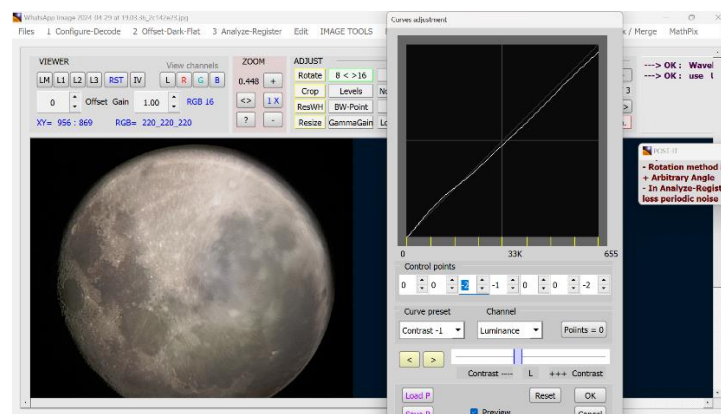 WhatsApp Image 2024-04-29 at 19.03.36_2c142e73.jpg
Files 1 Configure-Decode 2 Offset-Dark-Flat 3 Analyze-Register Edit IMAGE TOOLS x / Merge MathPix
VIEWER View channels ZOOM ADJUST
LM L1 L2 L3 RST IV L R G B 0.448 + Rotate 8 < >16
0 Offset Gain 1.00 RGB 16 <> 1 X Crop Levels 3
ResWH BW-Point
XY= 956 : 869 RGB= 220_220_220 ? - Resize GammaGain
---> OK : Wavel
---> OK : use U
Curves adjustment
0 33K 655
Control points
0 0 -2 -1 0 0 -2
Curve preset Channel
Contrast -1 Luminance Poiints = 0
< >
Contrast ---- L +++ Contrast
Load P Reset OK
Save P Preview Cancel
POST-IT
- Rotation method
+ Arbitrary Angle
- In Analyze-Regist
less periodic noise